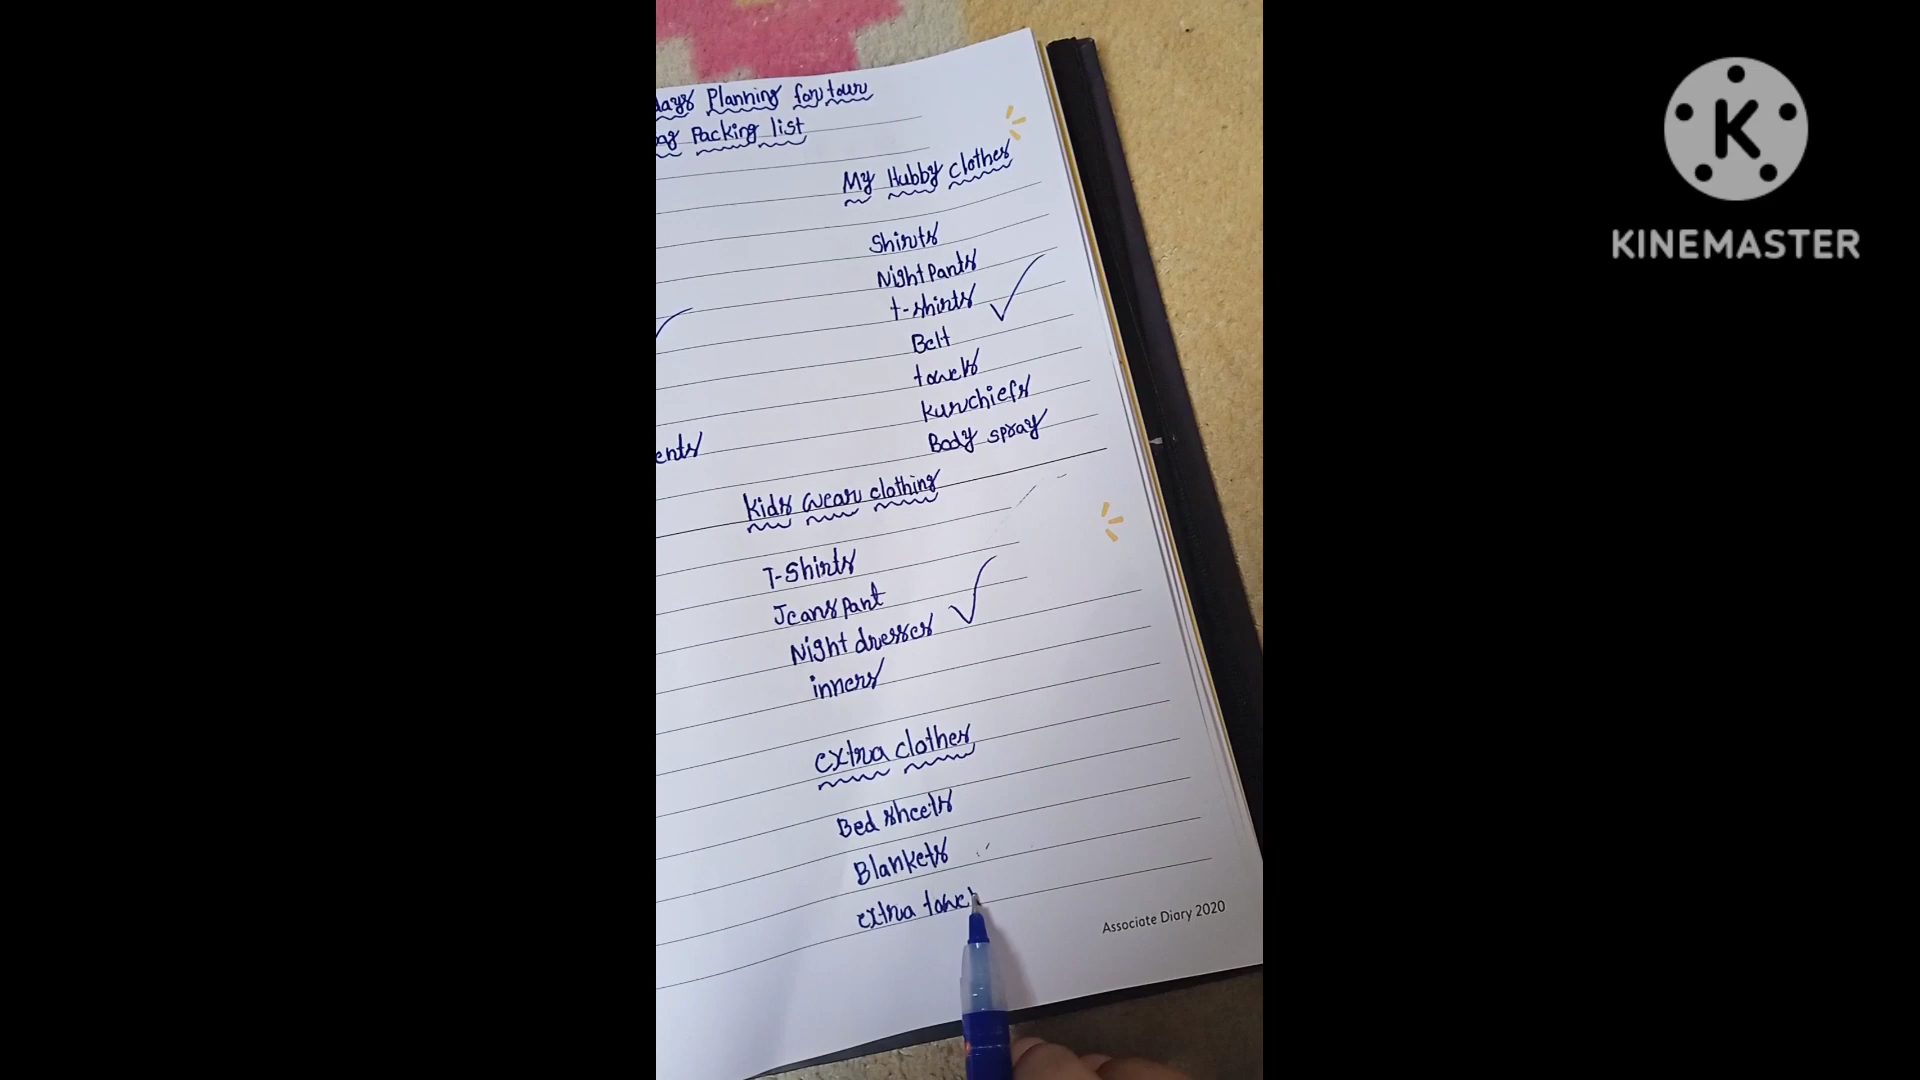 days Planning for tour
ag Packing list
My Hubby clothes
Shirts
Night Pants
t-shirts
Belt
towels
Kurchiefs
Body spray
ents
Kids wear clothing
T-Shirts
Jeans pant
Night dresses
inners
extra clothes
Bed sheets
Blankets
extra towel
Associate Diary 2020
K
KINEMASTER